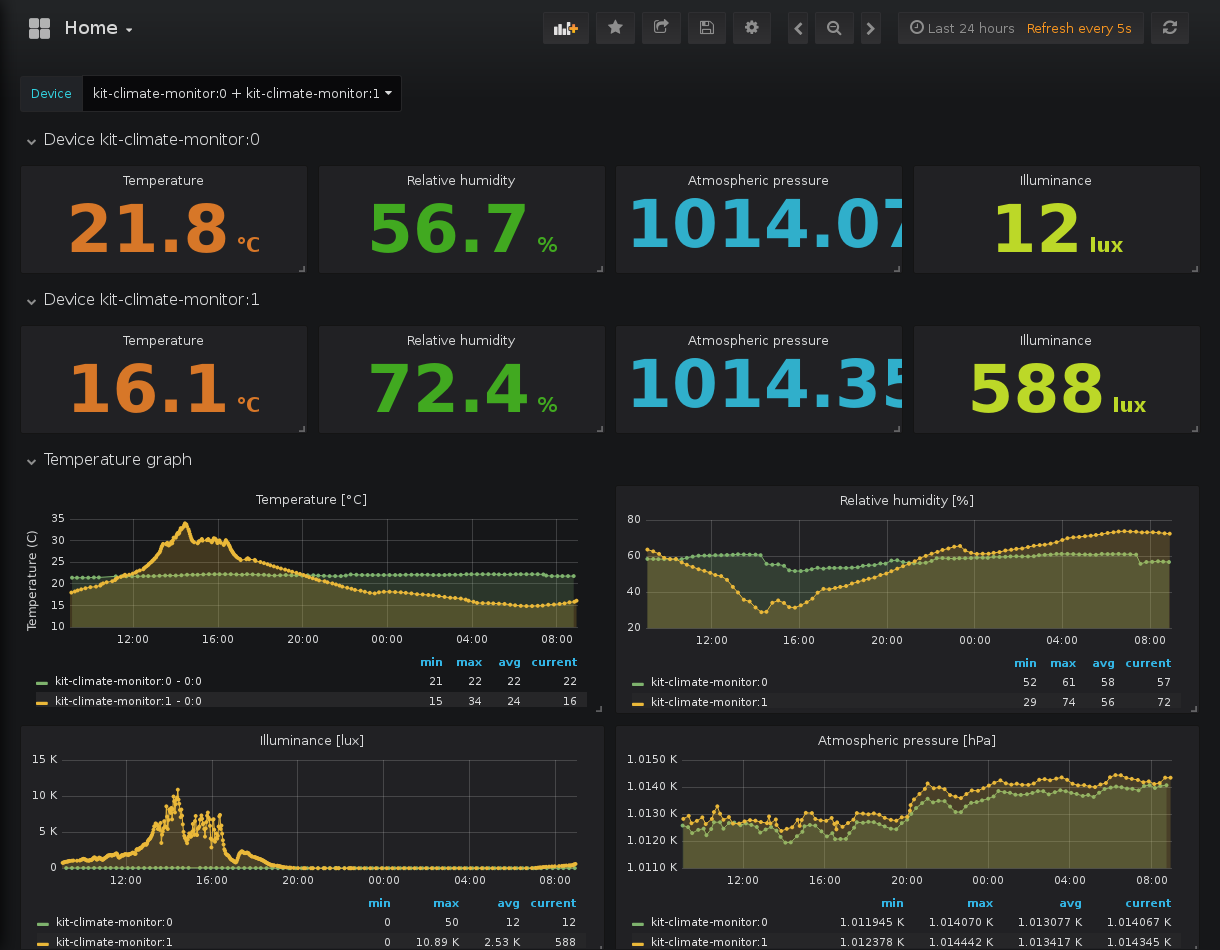 Home
Last 24 hours Refresh every 5s
Device kit-climate-monitor:0 + kit-climate-monitor:1
Device kit-climate-monitor:0
Temperature Relative humidity Atmospheric pressure Illuminance
21.8 °C 56.7 % 1014.07 12 lux
Device kit-climate-monitor:1
Temperature Relative humidity Atmospheric pressure Illuminance
16.1 °C 72.4 % 1014.35 588 lux
Temperature graph
Temperature [°C]
Temperature (C)
35
30
25
20
15
10
12:00 16:00 20:00 00:00 04:00 08:00
min max avg current
kit-climate-monitor:0 - 0:0 21 22 22 22
kit-climate-monitor:1 - 0:0 15 34 24 16
Relative humidity [%]
80
60
40
20
12:00 16:00 20:00 00:00 04:00 08:00
min max avg current
kit-climate-monitor:0 52 61 58 57
kit-climate-monitor:1 29 74 56 72
Illuminance [lux]
15 K
10 K
5 K
0
12:00 16:00 20:00 00:00 04:00 08:00
min max avg current
kit-climate-monitor:0 0 50 12 12
kit-climate-monitor:1 0 10.89 K 2.53 K 588
Atmospheric pressure [hPa]
1.0150 K
1.0140 K
1.0130 K
1.0120 K
1.0110 K
12:00 16:00 20:00 00:00 04:00 08:00
min max avg current
kit-climate-monitor:0 1.011945 K 1.014070 K 1.013077 K 1.014067 K
kit-climate-monitor:1 1.012378 K 1.014442 K 1.013417 K 1.014345 K